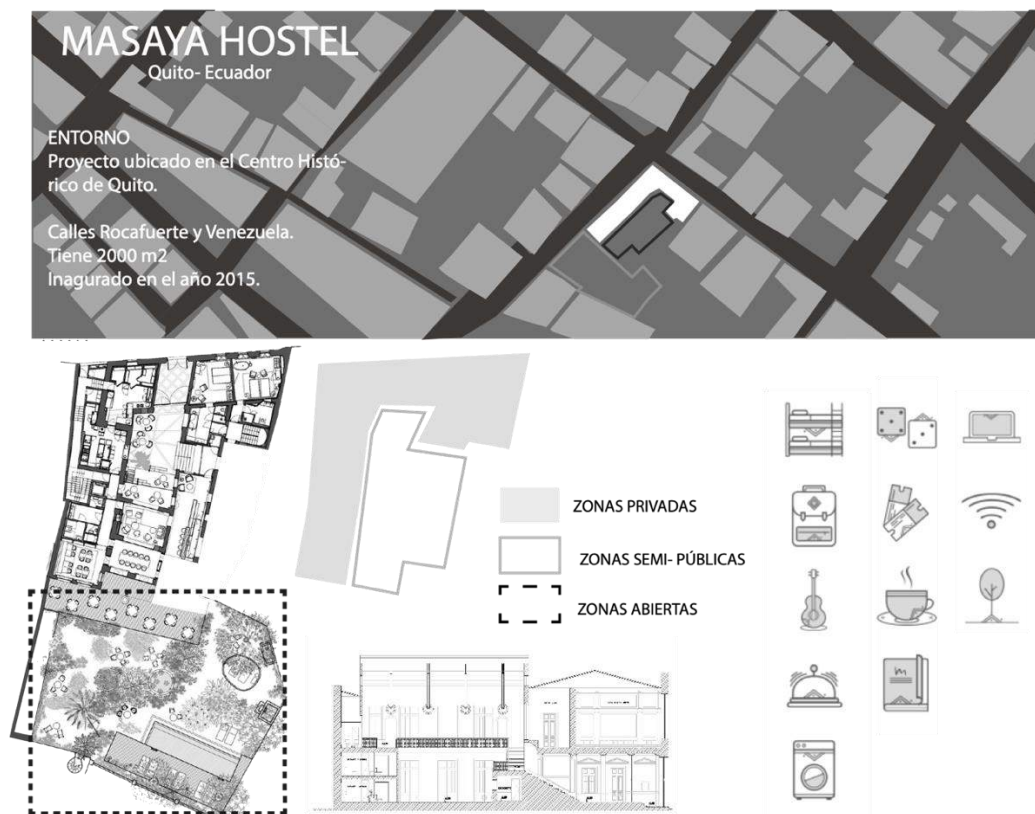 MASAYA HOSTEL
Quito- Ecuador
ENTORNO
Proyecto ubicado en el Centro Histó-
rico de Quito.
Calles Rocafuerte y Venezuela.
Tiene 2000 m2
Inagurado en el año 2015.
ZONAS PRIVADAS
ZONAS SEMI- PÚBLICAS
ZONAS ABIERTAS